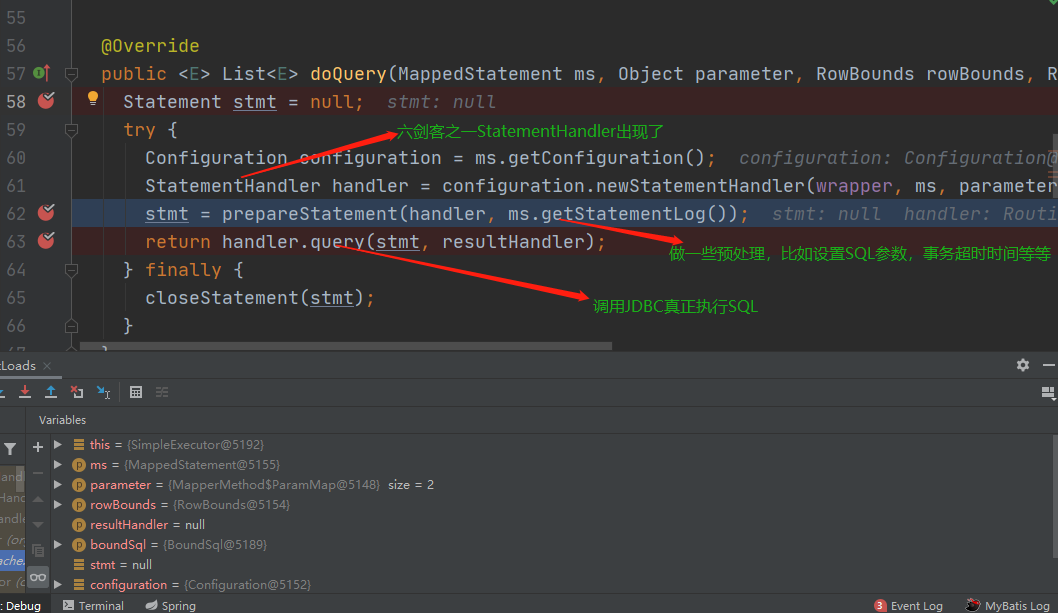 55
56 @Override
57 public <E> List<E> doQuery(MappedStatement ms, Object parameter, RowBounds rowBounds, R
58 Statement stmt = null; stmt: null
59 try {
六剑客之一StatementHandler出现了
60 Configuration configuration = ms.getConfiguration(); configuration: Configuration@
61 StatementHandler handler = configuration.newStatementHandler(wrapper, ms, parameter
62 stmt = prepareStatement(handler, ms.getStatementLog()); stmt: null handler: Routi
63 return handler.query(stmt, resultHandler);
做一些预处理，比如设置SQL参数，事务超时时间等等
64 } finally {
65 closeStatement(stmt);
调用JDBC真正执行SQL
66 }
}
Loads
Variables
this = {SimpleExecutor@5192}
ms = {MappedStatement@5155}
parameter = {MapperMethod$ParamMap@5148} size = 2
rowBounds = {RowBounds@5154}
resultHandler = null
boundSql = {BoundSql@5189}
stmt = null
configuration = {Configuration@5152}
: Debug Terminal Spring 3 Event Log MyBatis Log